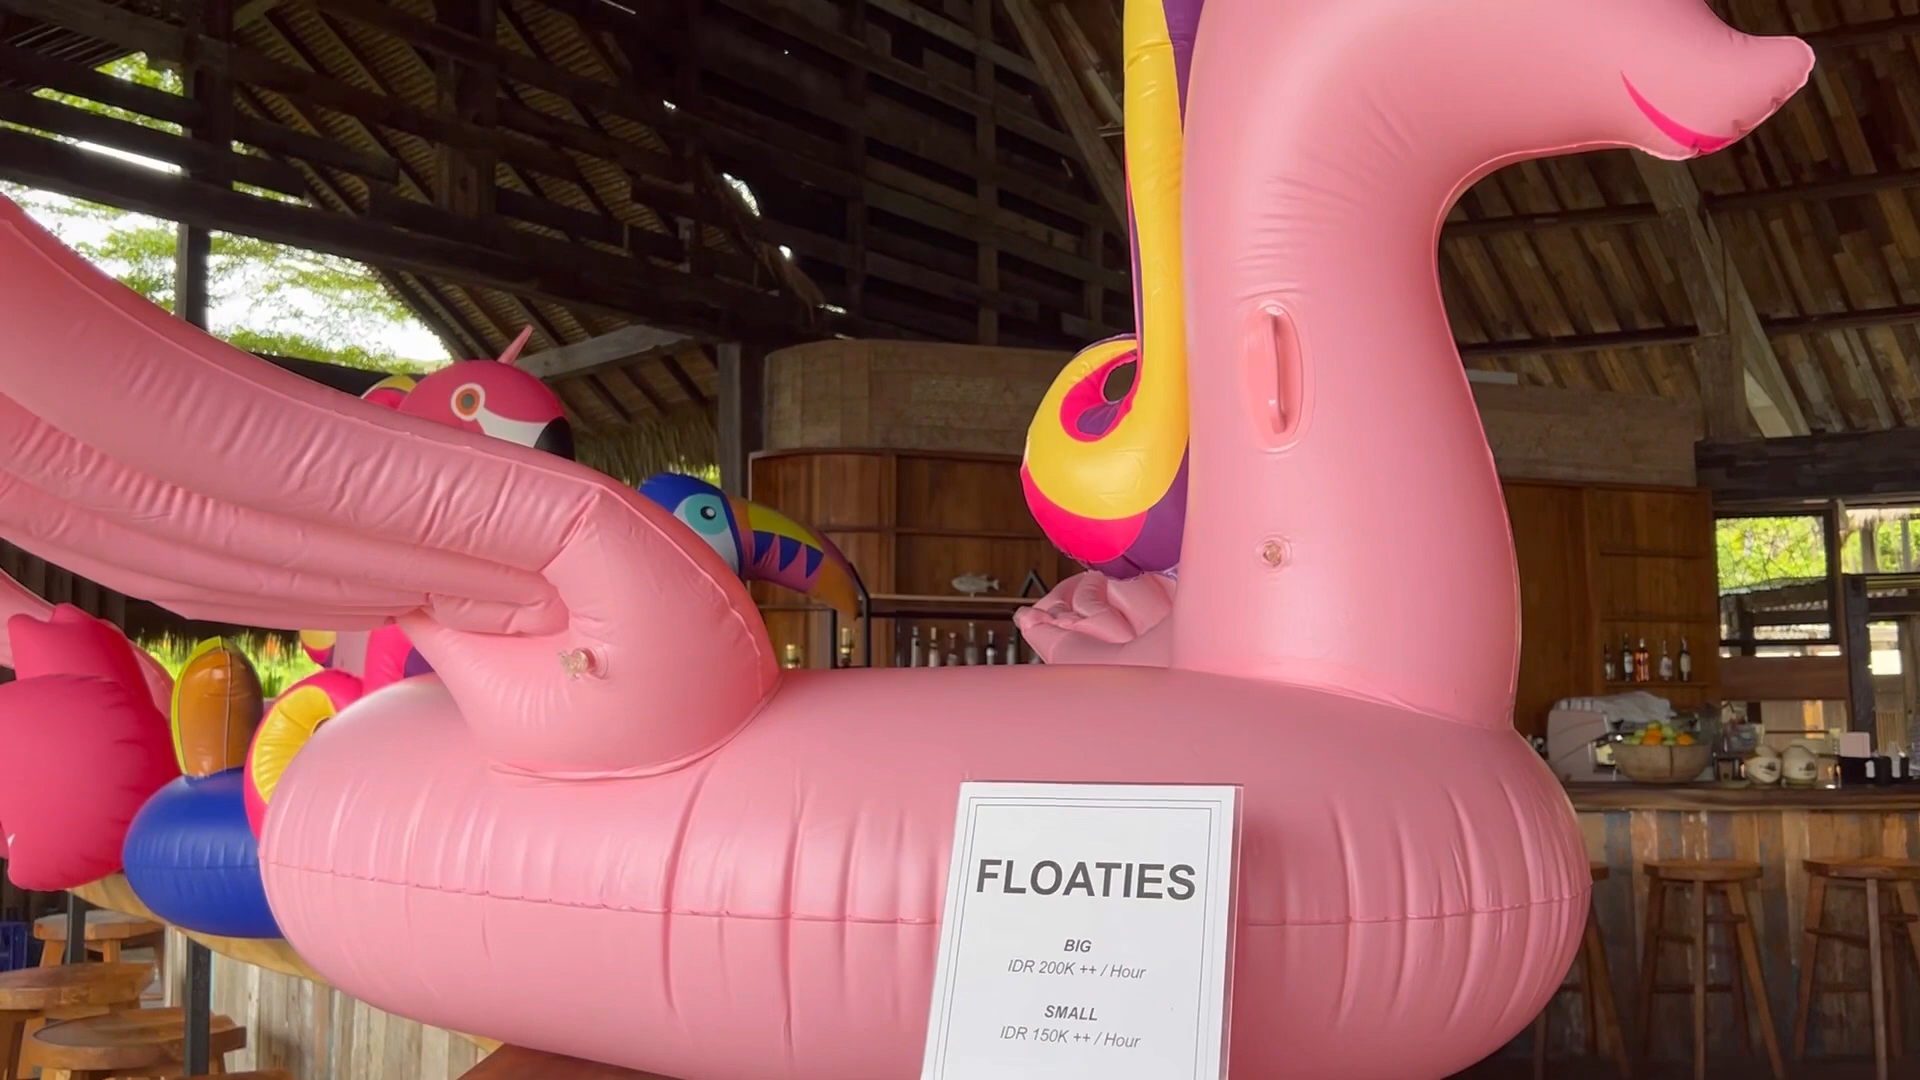 FLOATIES
BIG
IDR 200K ++ / Hour
SMALL
IDR 150K ++ / Hour